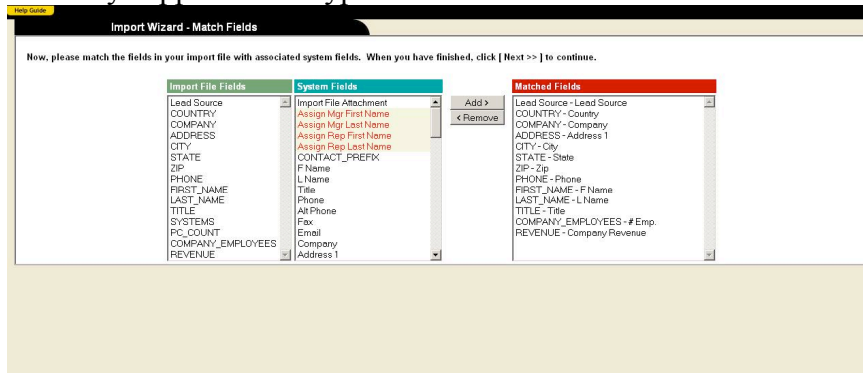 Help Guide
Import Wizard - Match Fields
Now, please match the fields in your import file with associated system fields. When you have finished, click [ Next >> ] to continue.
Import File Fields
Lead Source
COUNTRY
COMPANY
ADDRESS
CITY
STATE
ZIP
PHONE
FIRST_NAME
LAST_NAME
TITLE
SYSTEMS
PC_COUNT
COMPANY_EMPLOYEES
REVENUE
System Fields
Import File Attachment
Assign Mgr First Name
Assign Mgr Last Name
Assign Rep First Name
Assign Rep Last Name
CONTACT_PREFIX
F Name
L Name
Title
Phone
Alt Phone
Fax
Email
Company
Address 1
Add >
< Remove
Matched Fields
Lead Source - Lead Source
COUNTRY - Country
COMPANY - Company
ADDRESS - Address 1
CITY - City
STATE - State
ZIP - Zip
PHONE - Phone
FIRST_NAME - F Name
LAST_NAME - L Name
TITLE - Title
COMPANY_EMPLOYEES - # Emp.
REVENUE - Company Revenue